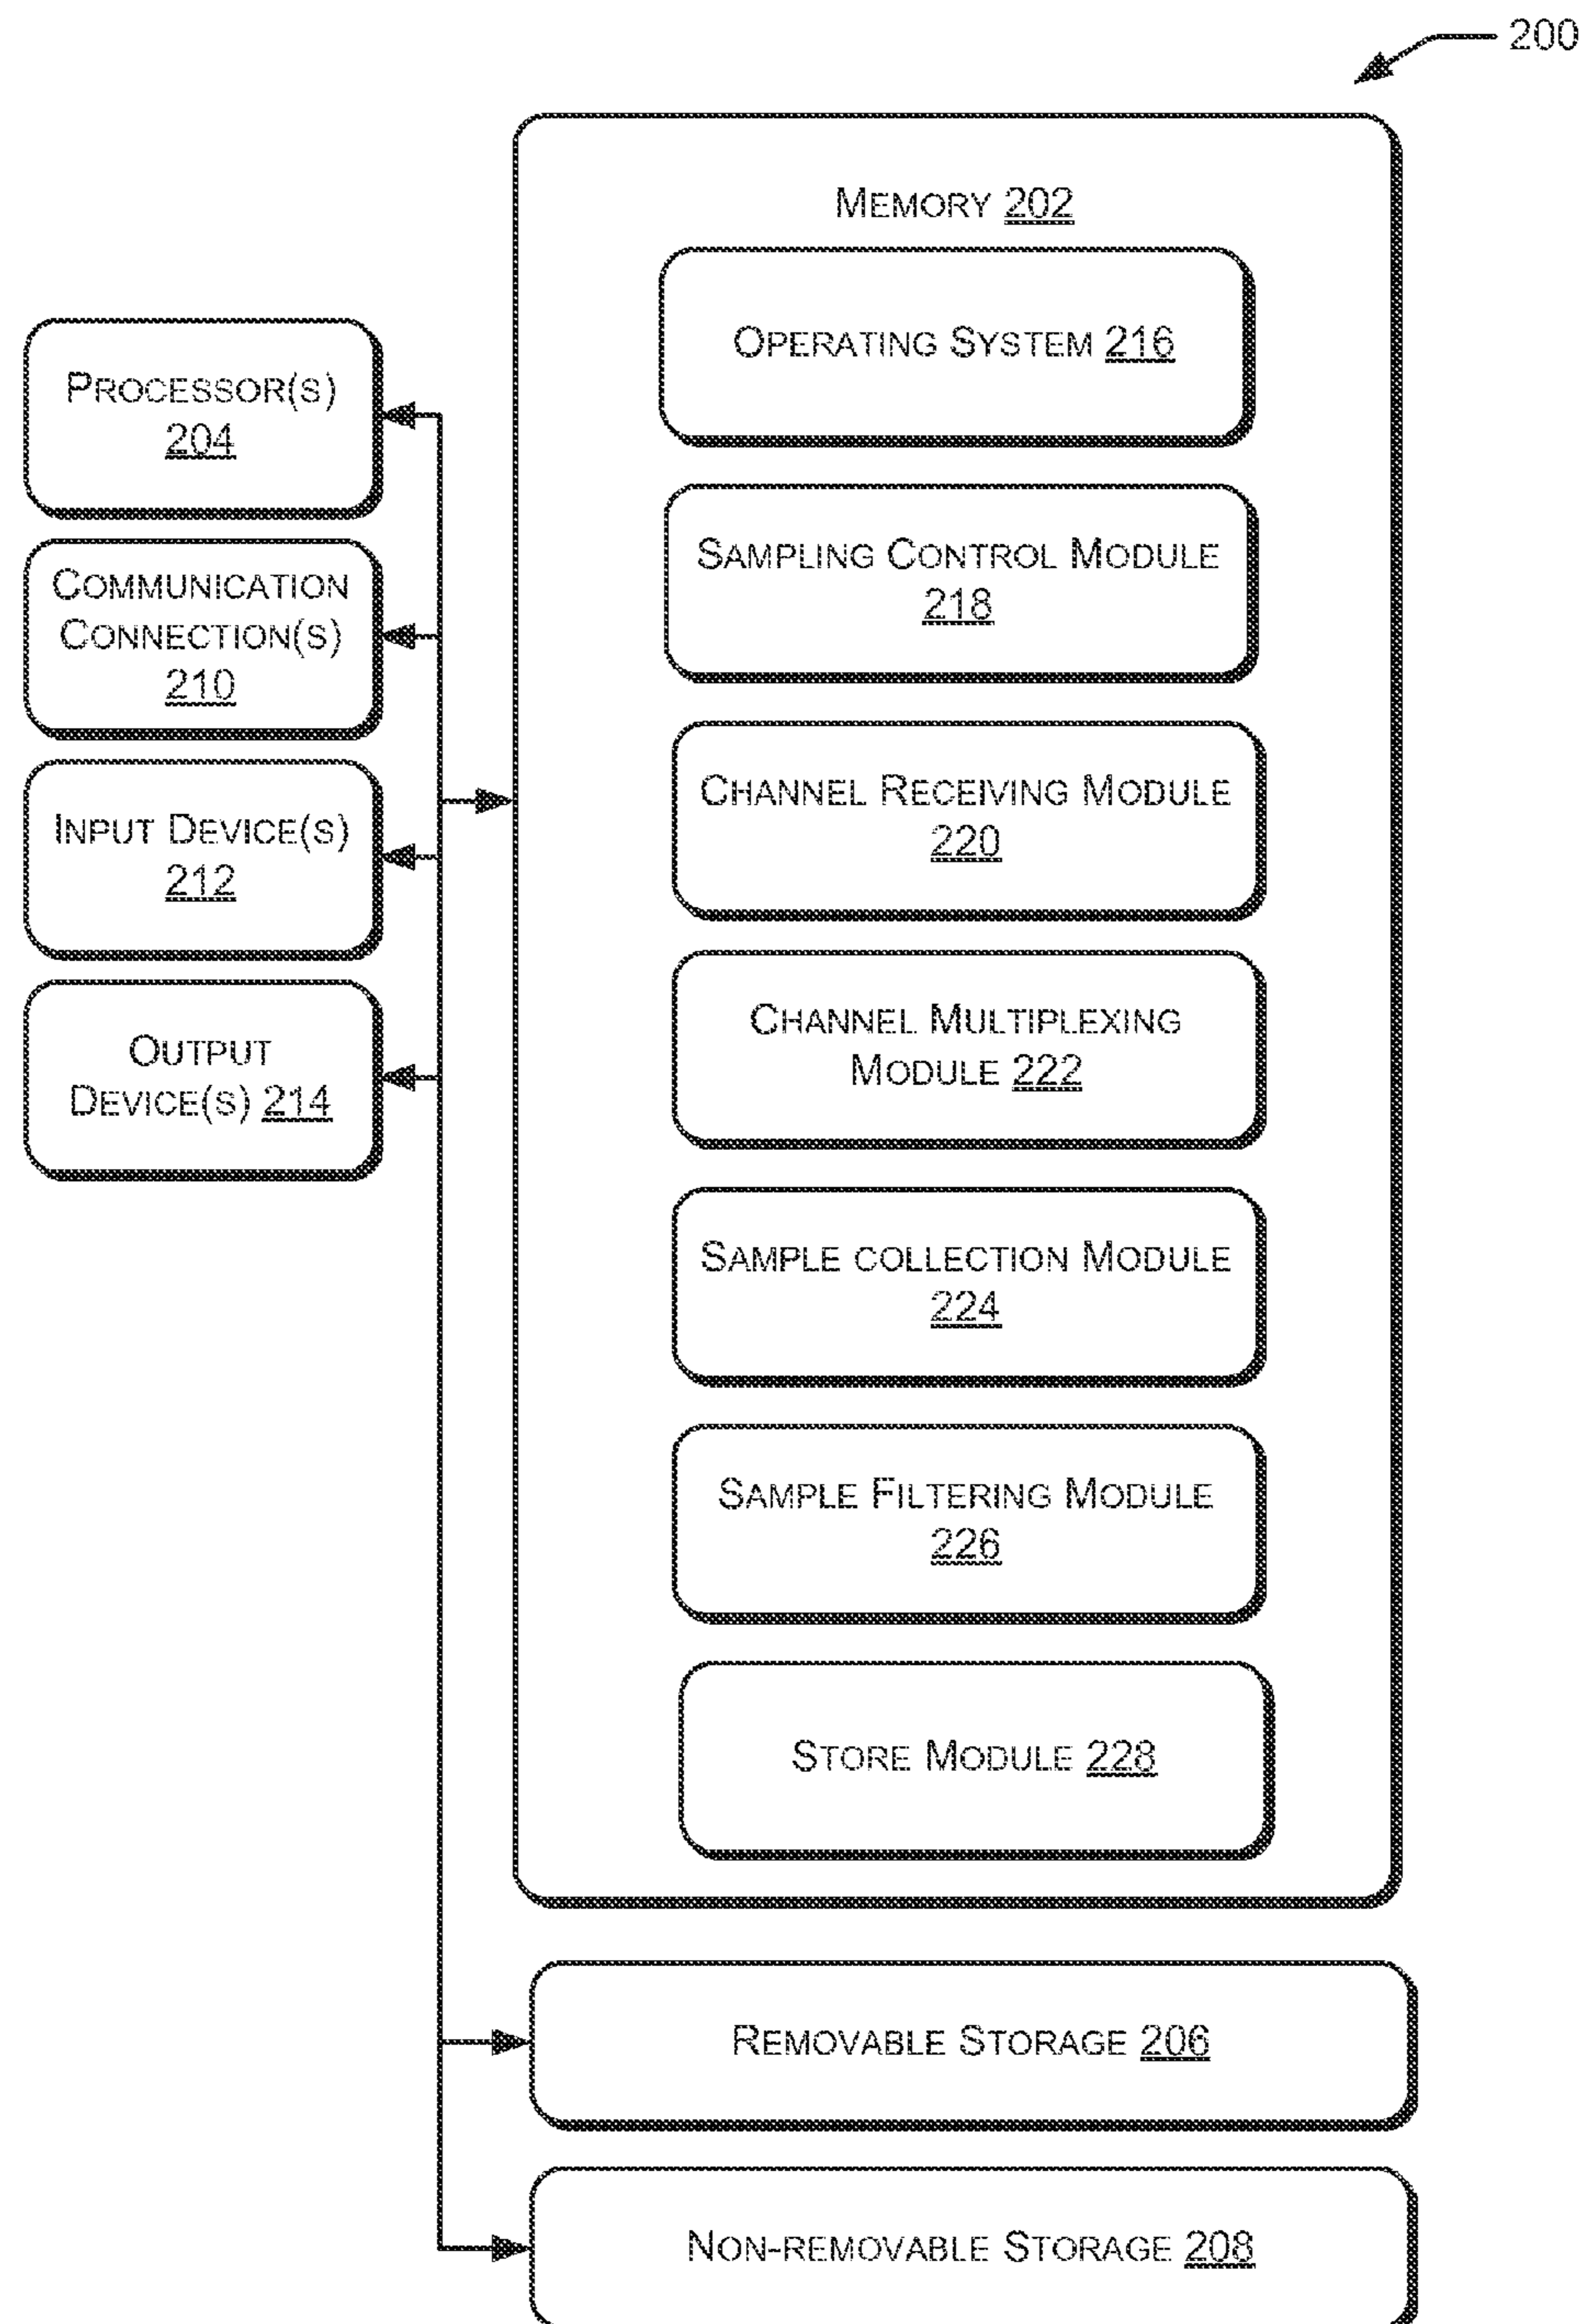 200
MEMORY 202
OPERATING SYSTEM 216
SAMPLING CONTROL MODULE
218
CHANNEL RECEIVING MODULE
220
CHANNEL MULTIPLEXING
MODULE 222
SAMPLE COLLECTION MODULE
224
SAMPLE FILTERING MODULE
226
STORE MODULE 228
PROCESSOR(S)
204
COMMUNICATION
CONNECTION(S)
210
INPUT DEVICE(S)
212
OUTPUT
DEVICE(S) 214
REMOVABLE STORAGE 206
NON-REMOVABLE STORAGE 208